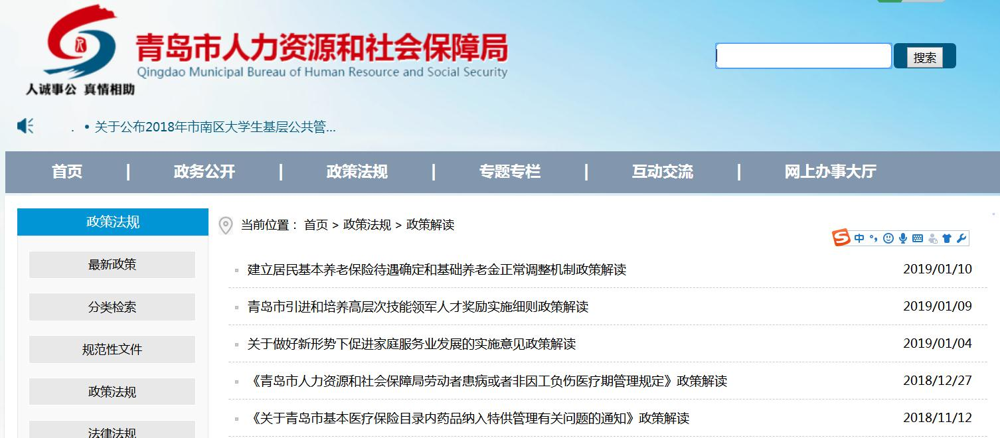 青岛市人力资源和社会保障局
Qingdao Municipal Bureau of Human Resource and Social Security
人诚事公 真情相助
搜索
. • 关于公布2018年市南区大学生基层公共管...
首页 | 政务公开 | 政策法规 | 专题专栏 | 互动交流 | 网上办事大厅
政策法规
当前位置： 首页 > 政策法规 > 政策解读
中
最新政策
建立居民基本养老保险待遇确定和基础养老金正常调整机制政策解读 2019/01/10
分类检索
青岛市引进和培养高层次技能领军人才奖励实施细则政策解读 2019/01/09
规范性文件
关于做好新形势下促进家庭服务业发展的实施意见政策解读 2019/01/04
政策法规
《青岛市人力资源和社会保障局劳动者患病或者非因工负伤医疗期管理规定》政策解读 2018/12/27
法律法规
《关于青岛市基本医疗保险目录内药品纳入特供管理有关问题的通知》政策解读 2018/11/12